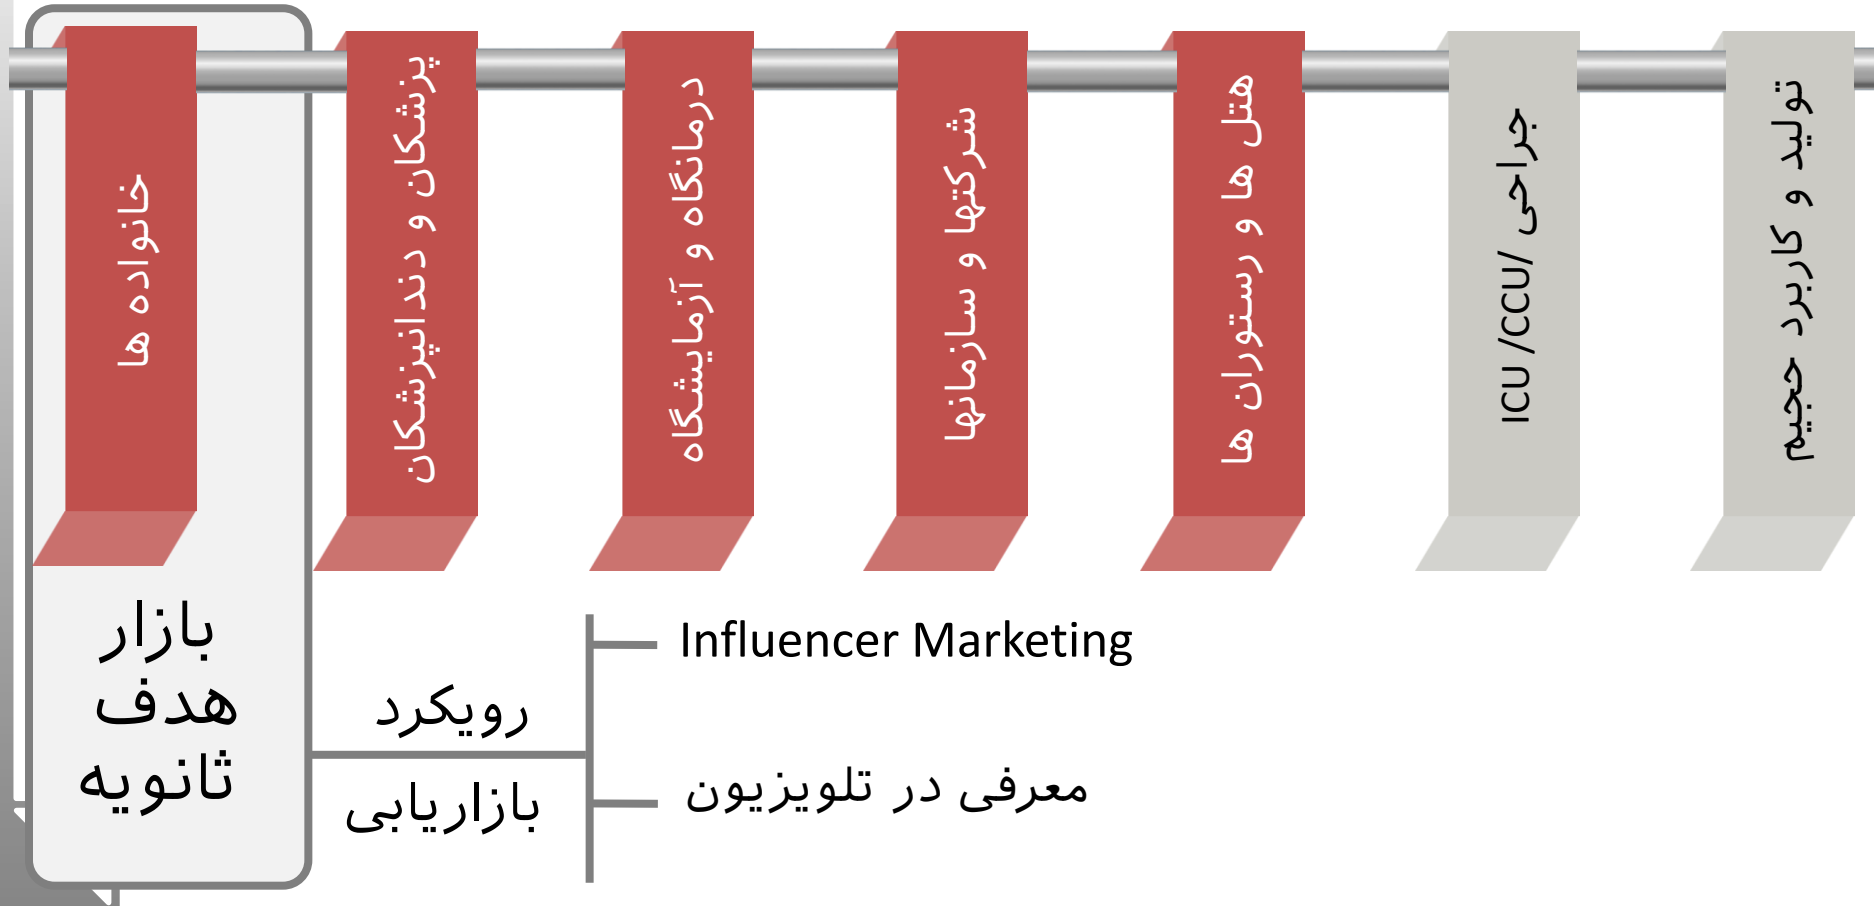 خانواده ها
پزشکان و دندانپزشکان
درمانگاه و آزمایشگاه
شرکتها و سازمانها
هتل ها و رستوران ها
جراحی /ICU /CCU
تولید و کاربرد حجیم
بازار
هدف
ثانویه
رویکرد
بازاریابی
Influencer Marketing
معرفی در تلویزیون